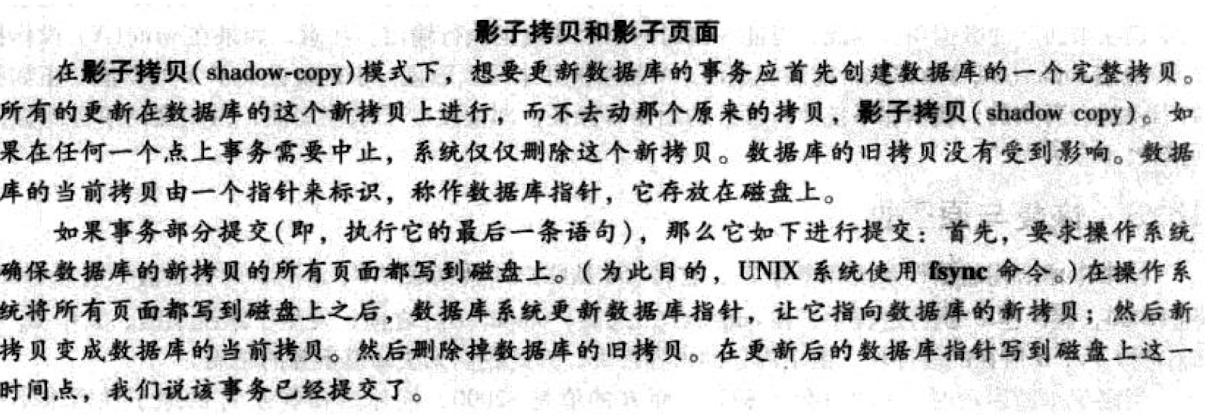 影子拷贝和影子页面
在影子拷贝(shadow-copy)模式下，想要更新数据库的事务应首先创建数据库的一个完整拷贝。
所有的更新在数据库的这个新拷贝上进行，而不去动那个原来的拷贝，影子拷贝(shadow copy)。如
果在任何一个点上事务需要中止，系统仅仅删除这个新拷贝。数据库的旧拷贝没有受到影响。数据
库的当前拷贝由一个指针来标识，称作数据库指针，它存放在磁盘上。
如果事务部分提交(即，执行它的最后一条语句)，那么它如下进行提交：首先，要求操作系统
确保数据库的新拷贝的所有页面都写到磁盘上。(为此目的，UNIX 系统使用 fsync 命令。)在操作系
统将所有页面都写到磁盘上之后，数据库系统更新数据库指针，让它指向数据库的新拷贝；然后新
拷贝变成数据库的当前拷贝。然后删除掉数据库的旧拷贝。在更新后的数据库指针写到磁盘上这一
时间点，我们说该事务已经提交了。